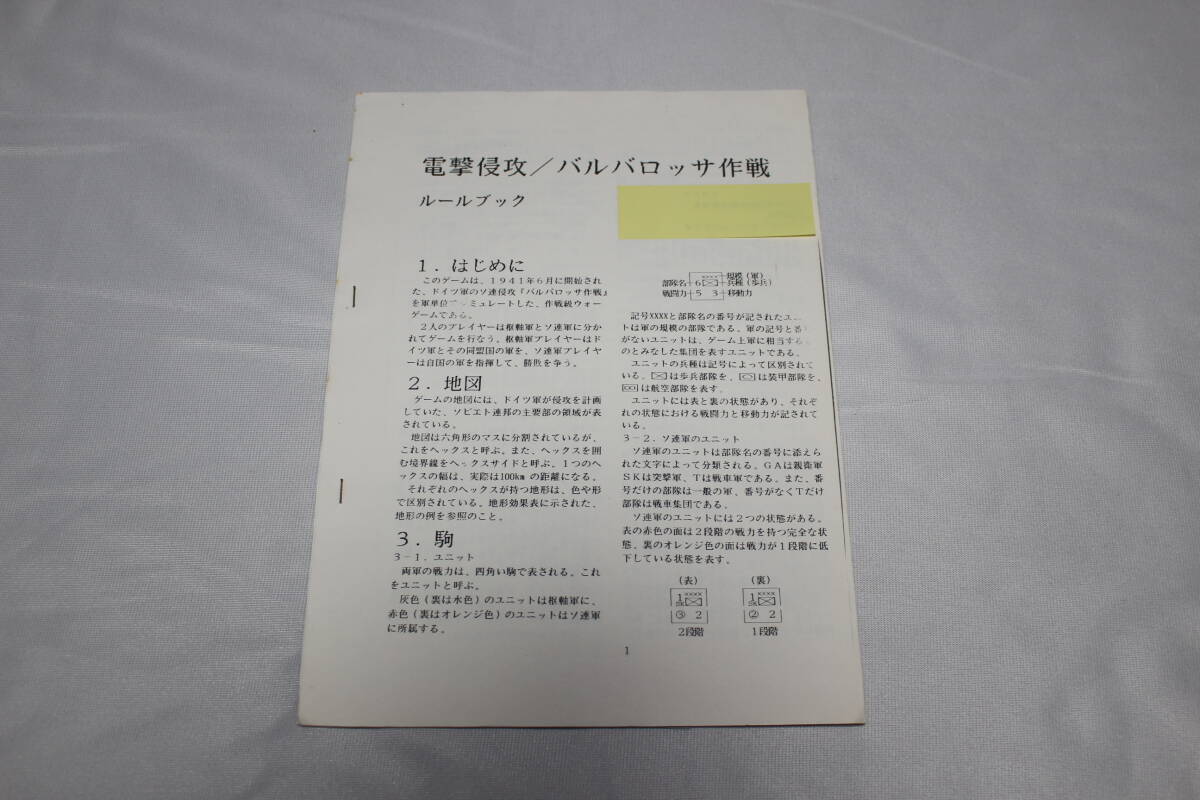 電撃侵攻／バルバロッサ作戦
ルールブック
１．はじめに
このゲームは、１９４１年６月に開始され
た、ドイツ軍のソ連侵攻『バルバロッサ作戦』
を軍単位でミュレートした、作戦級ウォー
ゲームである。
２人のプレイヤーは枢軸軍とソ連軍に分か
れてゲームを行なう。枢軸軍プレイヤーはド
イツ軍とその同盟国の軍を、ソ連軍プレイヤ
ーは自国の軍を指揮して、勝敗を争う。
２．地図
ゲームの地図には、ドイツ軍が侵攻を計画
していた、ソビエト連邦の主要部の領域が表
されている。
地図は六角形のマスに分割されているが、
これをヘックスと呼ぶ。また、ヘックスを囲
む境界線をヘックスサイドと呼ぶ。１つのヘ
ックスの幅は、実際は100kmの距離になる。
それぞれのヘックスが持つ地形は、色や形
で区別されている。地形効果表に示された、
地形の例を参照のこと。
３．駒
３－１．ユニット
両軍の戦力は、四角い駒で表される。これ
をユニットと呼ぶ。
灰色（裏は水色）のユニットは枢軸軍に、
赤色（裏はオレンジ色）のユニットはソ連軍
に所属する。
xxxx 規模（軍）
部隊名 6 兵種（歩兵）
戦闘力 5 3 移動力
記号XXXXと部隊名の番号が記されたユニ
トは軍の規模の部隊である。軍の記号と番
がないユニットは、ゲーム上軍に相当する
のとみなした集団を表すユニットである。
ユニットの兵種は記号によって区別されて
いる。は歩兵部隊を、は装甲部隊を、
は航空部隊を表す。
ユニットには表と裏の状態があり、それぞ
れの状態における戦闘力と移動力が記されて
いる。
３－２．ソ連軍のユニット
ソ連軍のユニットは部隊名の番号に添えら
れた文字によって分類される。ＧＡは親衛軍
ＳＫは突撃軍、Ｔは戦車軍である。また、番
号だけの部隊は一般の軍、番号がなくＴだけ
部隊は戦車集団である。
ソ連軍のユニットには２つの状態がある。
表の赤色の面は２段階の戦力を持つ完全な状
態、裏のオレンジ色の面は戦力が１段階に低
下している状態を表す。
（表） （裏）
1 SK xxxx 1 SK xxxx
③ 2 ② 2
２段階 １段階
1